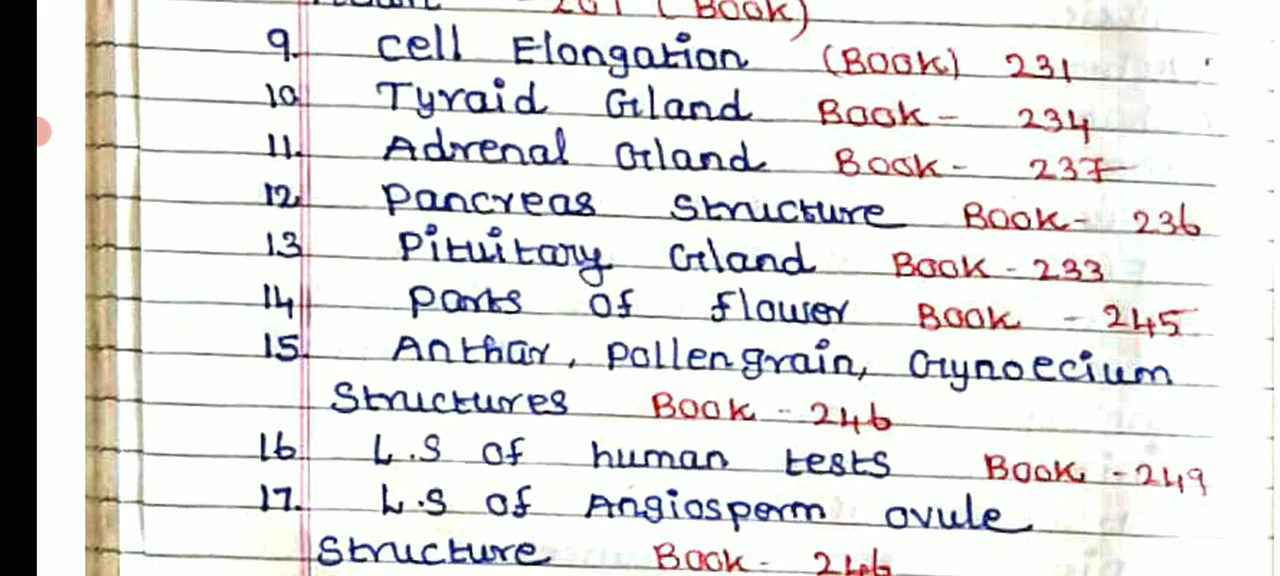 201 (Book)
9. cell Elongation (Book) 231
10 Tyraid Gland Book - 234
11. Adrenal Gland Book - 237
12 Pancreas Structure Book - 236
13 Pituitary Gland Book - 233
14 Parts of flower Book - 245
15. Anthar, Pollengrain, Gynoecium
Structures Book - 246
16 L.S of human tests Book - 249
17. L.S of Angiosperm ovule
Structure Book - 246